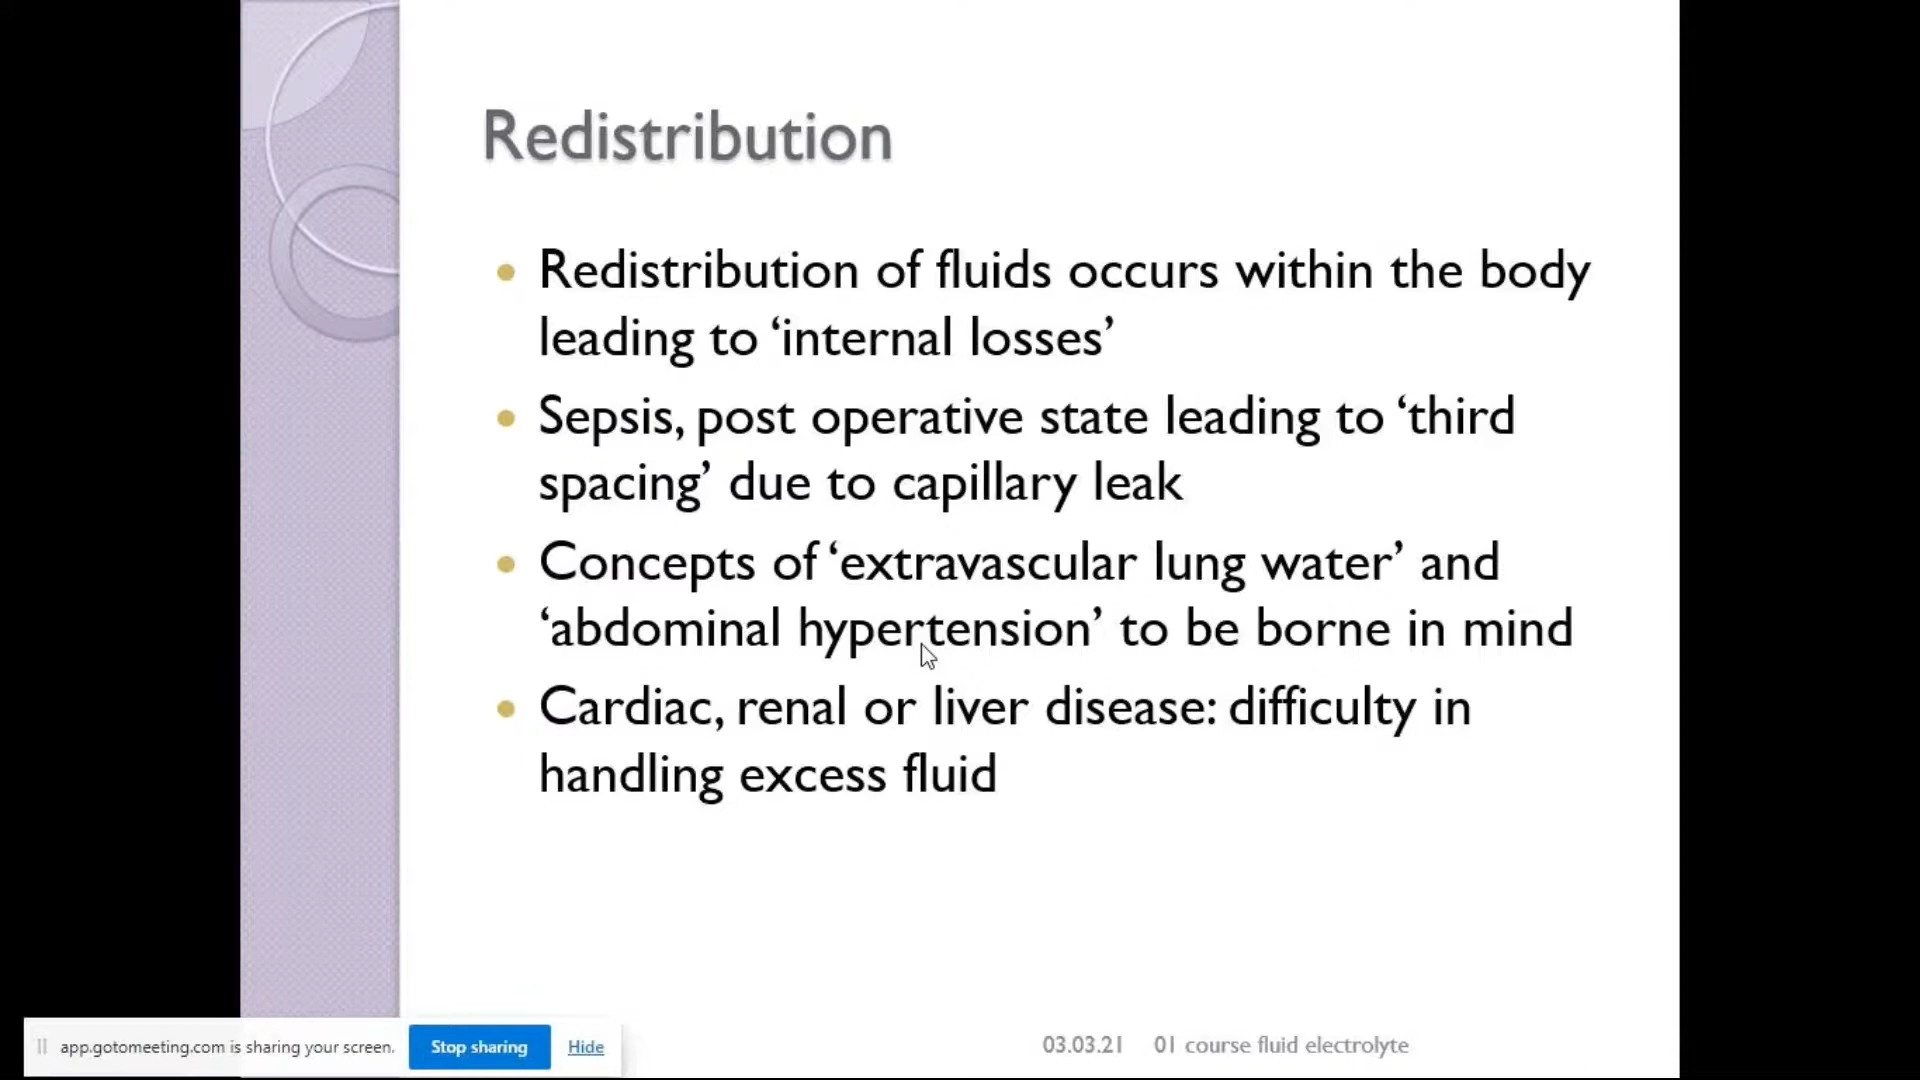 Redistribution
• Redistribution of fluids occurs within the body
leading to ‘internal losses’
• Sepsis, post operative state leading to ‘third
spacing’ due to capillary leak
• Concepts of ‘extravascular lung water’ and
‘abdominal hypertension’ to be borne in mind
• Cardiac, renal or liver disease: difficulty in
handling excess fluid
app.gotomeeting.com is sharing your screen. Stop sharing Hide
03.03.21 01 course fluid electrolyte